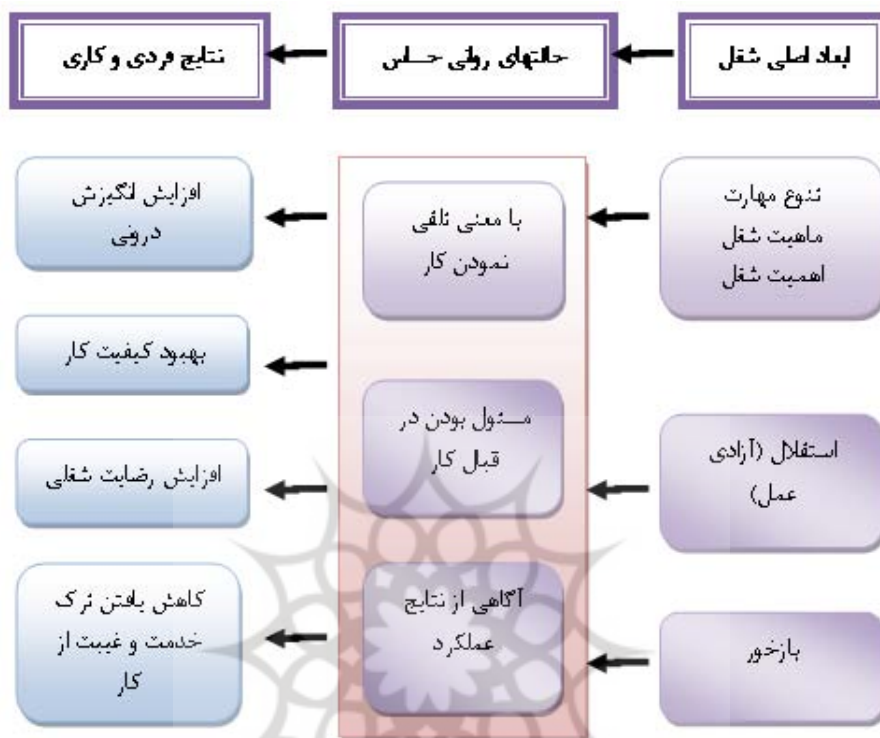 ابعاد اصلی شغل
حالتهای روانی حساس
نتایج فردی و کاری
تنوع مهارت
ماهیت شغل
اهمیت شغل
با معنی تلقی
نمودن کار
افزایش انگیزش
درونی
بهبود کیفیت کار
استقلال (آزادی
عمل)
مسئول بودن در
قبال کار
افزایش رضایت شغلی
بازخور
آگاهی از نتایج
عملکرد
کاهش یافتن ترک
خدمت و غیبت از
کار